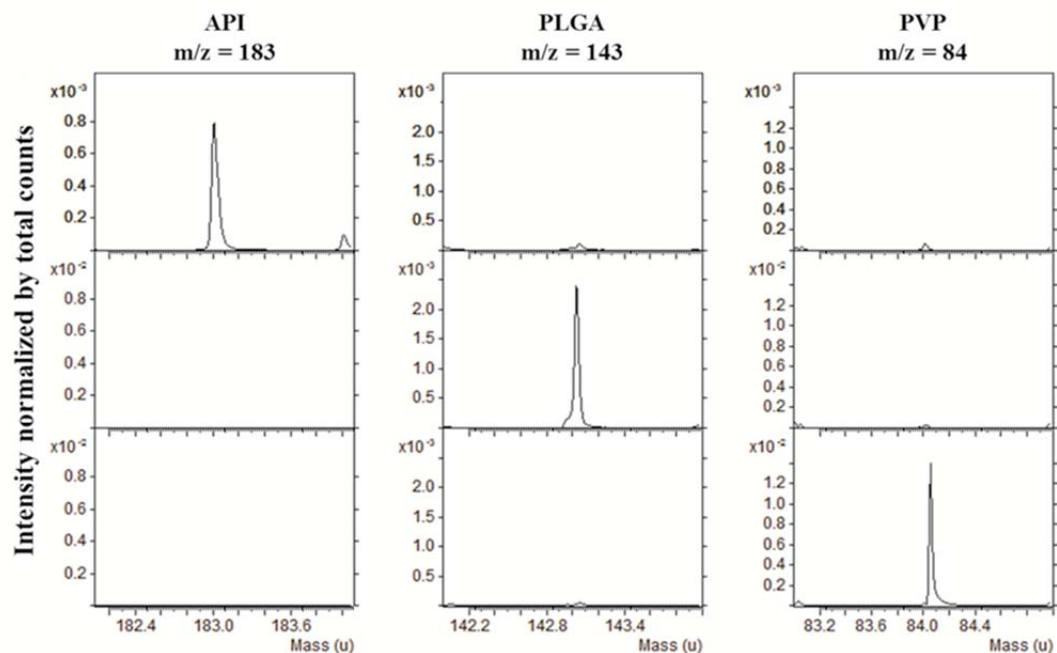 API
m/z = 183
PLGA
m/z = 143
PVP
m/z = 84
Intensity normalized by total counts
x10⁻³
0.8
0.6
0.4
0.2
x10⁻³
2.5
2.0
1.5
1.0
0.5
x10⁻³
1.2
1.0
0.8
0.6
0.4
0.2
x10⁻²
0.8
0.6
0.4
0.2
x10⁻³
2.0
1.5
1.0
0.5
x10⁻²
1.2
1.0
0.8
0.6
0.4
0.2
x10⁻²
0.8
0.6
0.4
0.2
x10⁻³
2.0
1.5
1.0
0.5
x10⁻²
1.2
1.0
0.8
0.6
0.4
0.2
182.4 183.0 183.6
Mass (u)
142.2 142.8 143.4
Mass (u)
83.2 83.6 84.0 84.4
Mass (u)